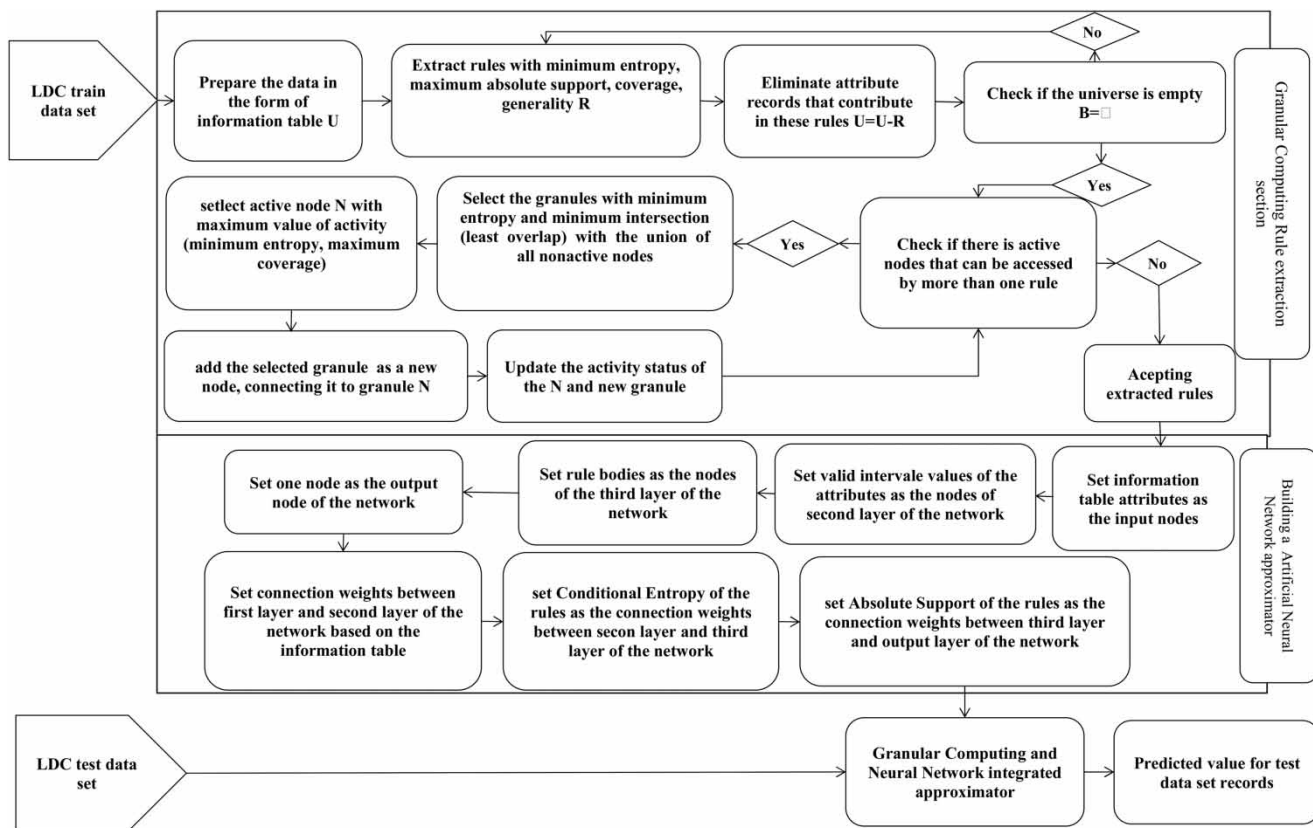 LDC train
data set
Prepare the data in
the form of
information table U
Extract rules with minimum entropy,
maximum absolute support, coverage,
generality R
Eliminate attribute
records that contribute
in these rules U=U-R
No
Check if the universe is empty
B=□
Yes
Granular Computing Rule extraction
section
setlect active node N with
maximum value of activity
(minimum entropy, maximum
coverage)
Select the granules with minimum
entropy and minimum intersection
(least overlap) with the union of
all nonactive nodes
Yes
Check if there is active
nodes that can be accessed
by more than one rule
No
add the selected granule as a new
node, connecting it to granule N
Update the activity status of
the N and new granule
Acepting
extracted rules
Set one node as the output
node of the network
Set rule bodies as the nodes
of the third layer of the
network
Set valid intervale values of the
attributes as the nodes of
second layer of the network
Set information
table attributes as
the input nodes
Building a Artificial Neural
Network approximator
Set connection weights between
first layer and second layer of the
network based on the
information table
set Conditional Entropy of the
rules as the connection weights
between secon layer and third
layer of the network
set Absolute Support of the rules as the
connection weights between third layer
and output layer of the network
LDC test data
set
Granular Computing and
Neural Network integrated
approximator
Predicted value for test
data set records